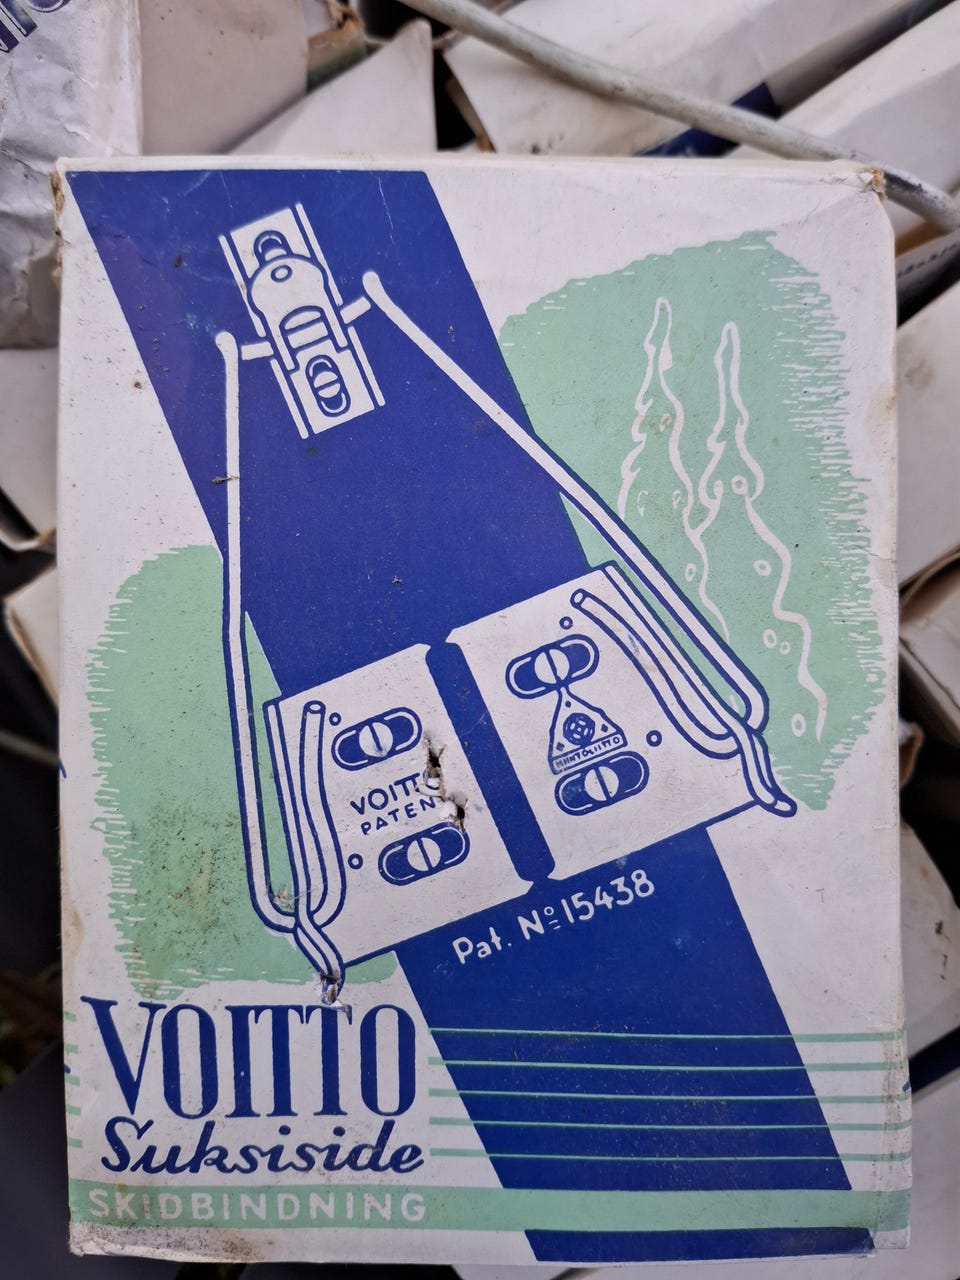 VOITTO
PATENT
Pat. Nº 15438
VOITTO
Suksiside
SKIDBINDNING